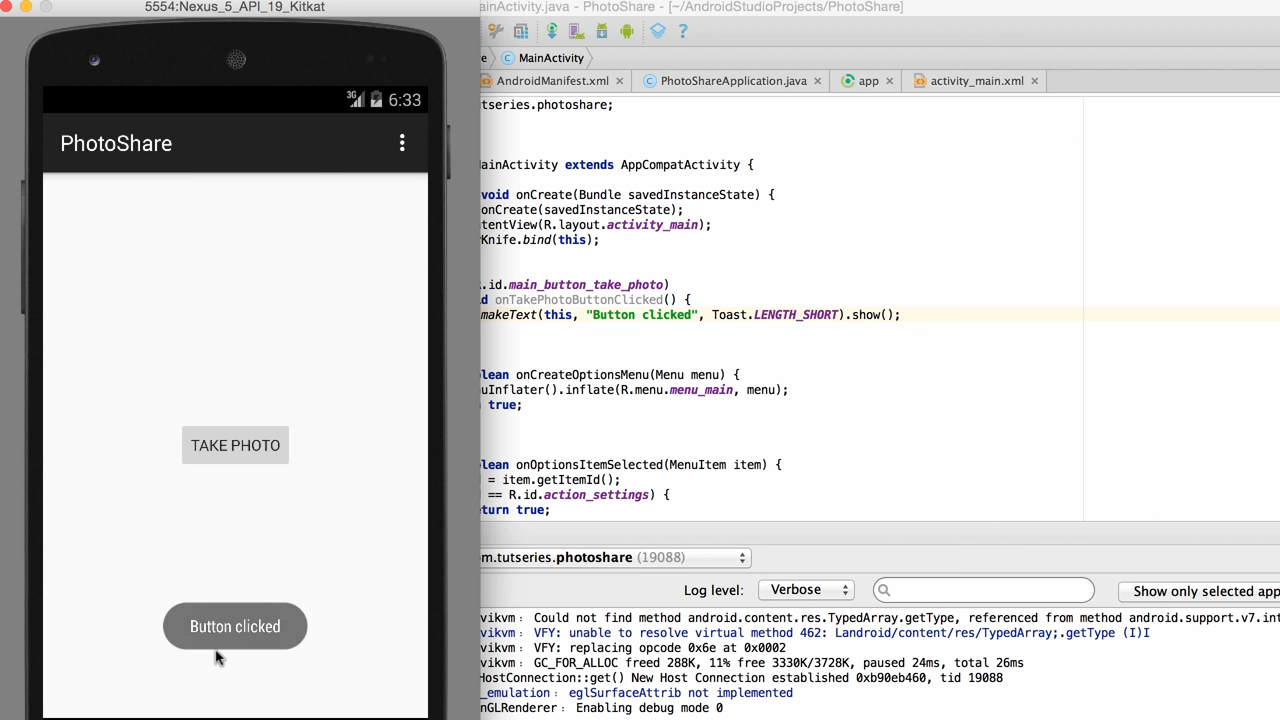 5554:Nexus_5_API_19_Kitkat
3G 6:33
PhotoShare
TAKE PHOTO
Button clicked
ainActivity.java - PhotoShare - [~/AndroidStudioProjects/PhotoShare]
e MainActivity
AndroidManifest.xml PhotoShareApplication.java app activity_main.xml
tseries.photoshare;
ainActivity extends AppCompatActivity {
void onCreate(Bundle savedInstanceState) {
onCreate(savedInstanceState);
tentView(R.layout.activity_main);
rKnife.bind(this);
.id.main_button_take_photo)
d onTakePhotoButtonClicked() {
makeText(this, "Button clicked", Toast.LENGTH_SHORT).show();
lean onCreateOptionsMenu(Menu menu) {
uInflater().inflate(R.menu.menu_main, menu);
true;
lean onOptionsItemSelected(MenuItem item) {
= item.getItemId();
== R.id.action_settings) {
eturn true;
m.tutseries.photoshare (19088)
Log level: Verbose Show only selected app
vikvm: Could not find method android.content.res.TypedArray.getType, referenced from method android.support.v7.int
vikvm: VFY: unable to resolve virtual method 462: Landroid/content/res/TypedArray;.getType (I)I
vikvm: VFY: replacing opcode 0x6e at 0x0002
vikvm: GC_FOR_ALLOC freed 288K, 11% free 3330K/3728K, paused 24ms, total 26ms
HostConnection::get() New Host Connection established 0xb90eb460, tid 19088
_emulation: eglSurfaceAttrib not implemented
nGLRenderer: Enabling debug mode 0